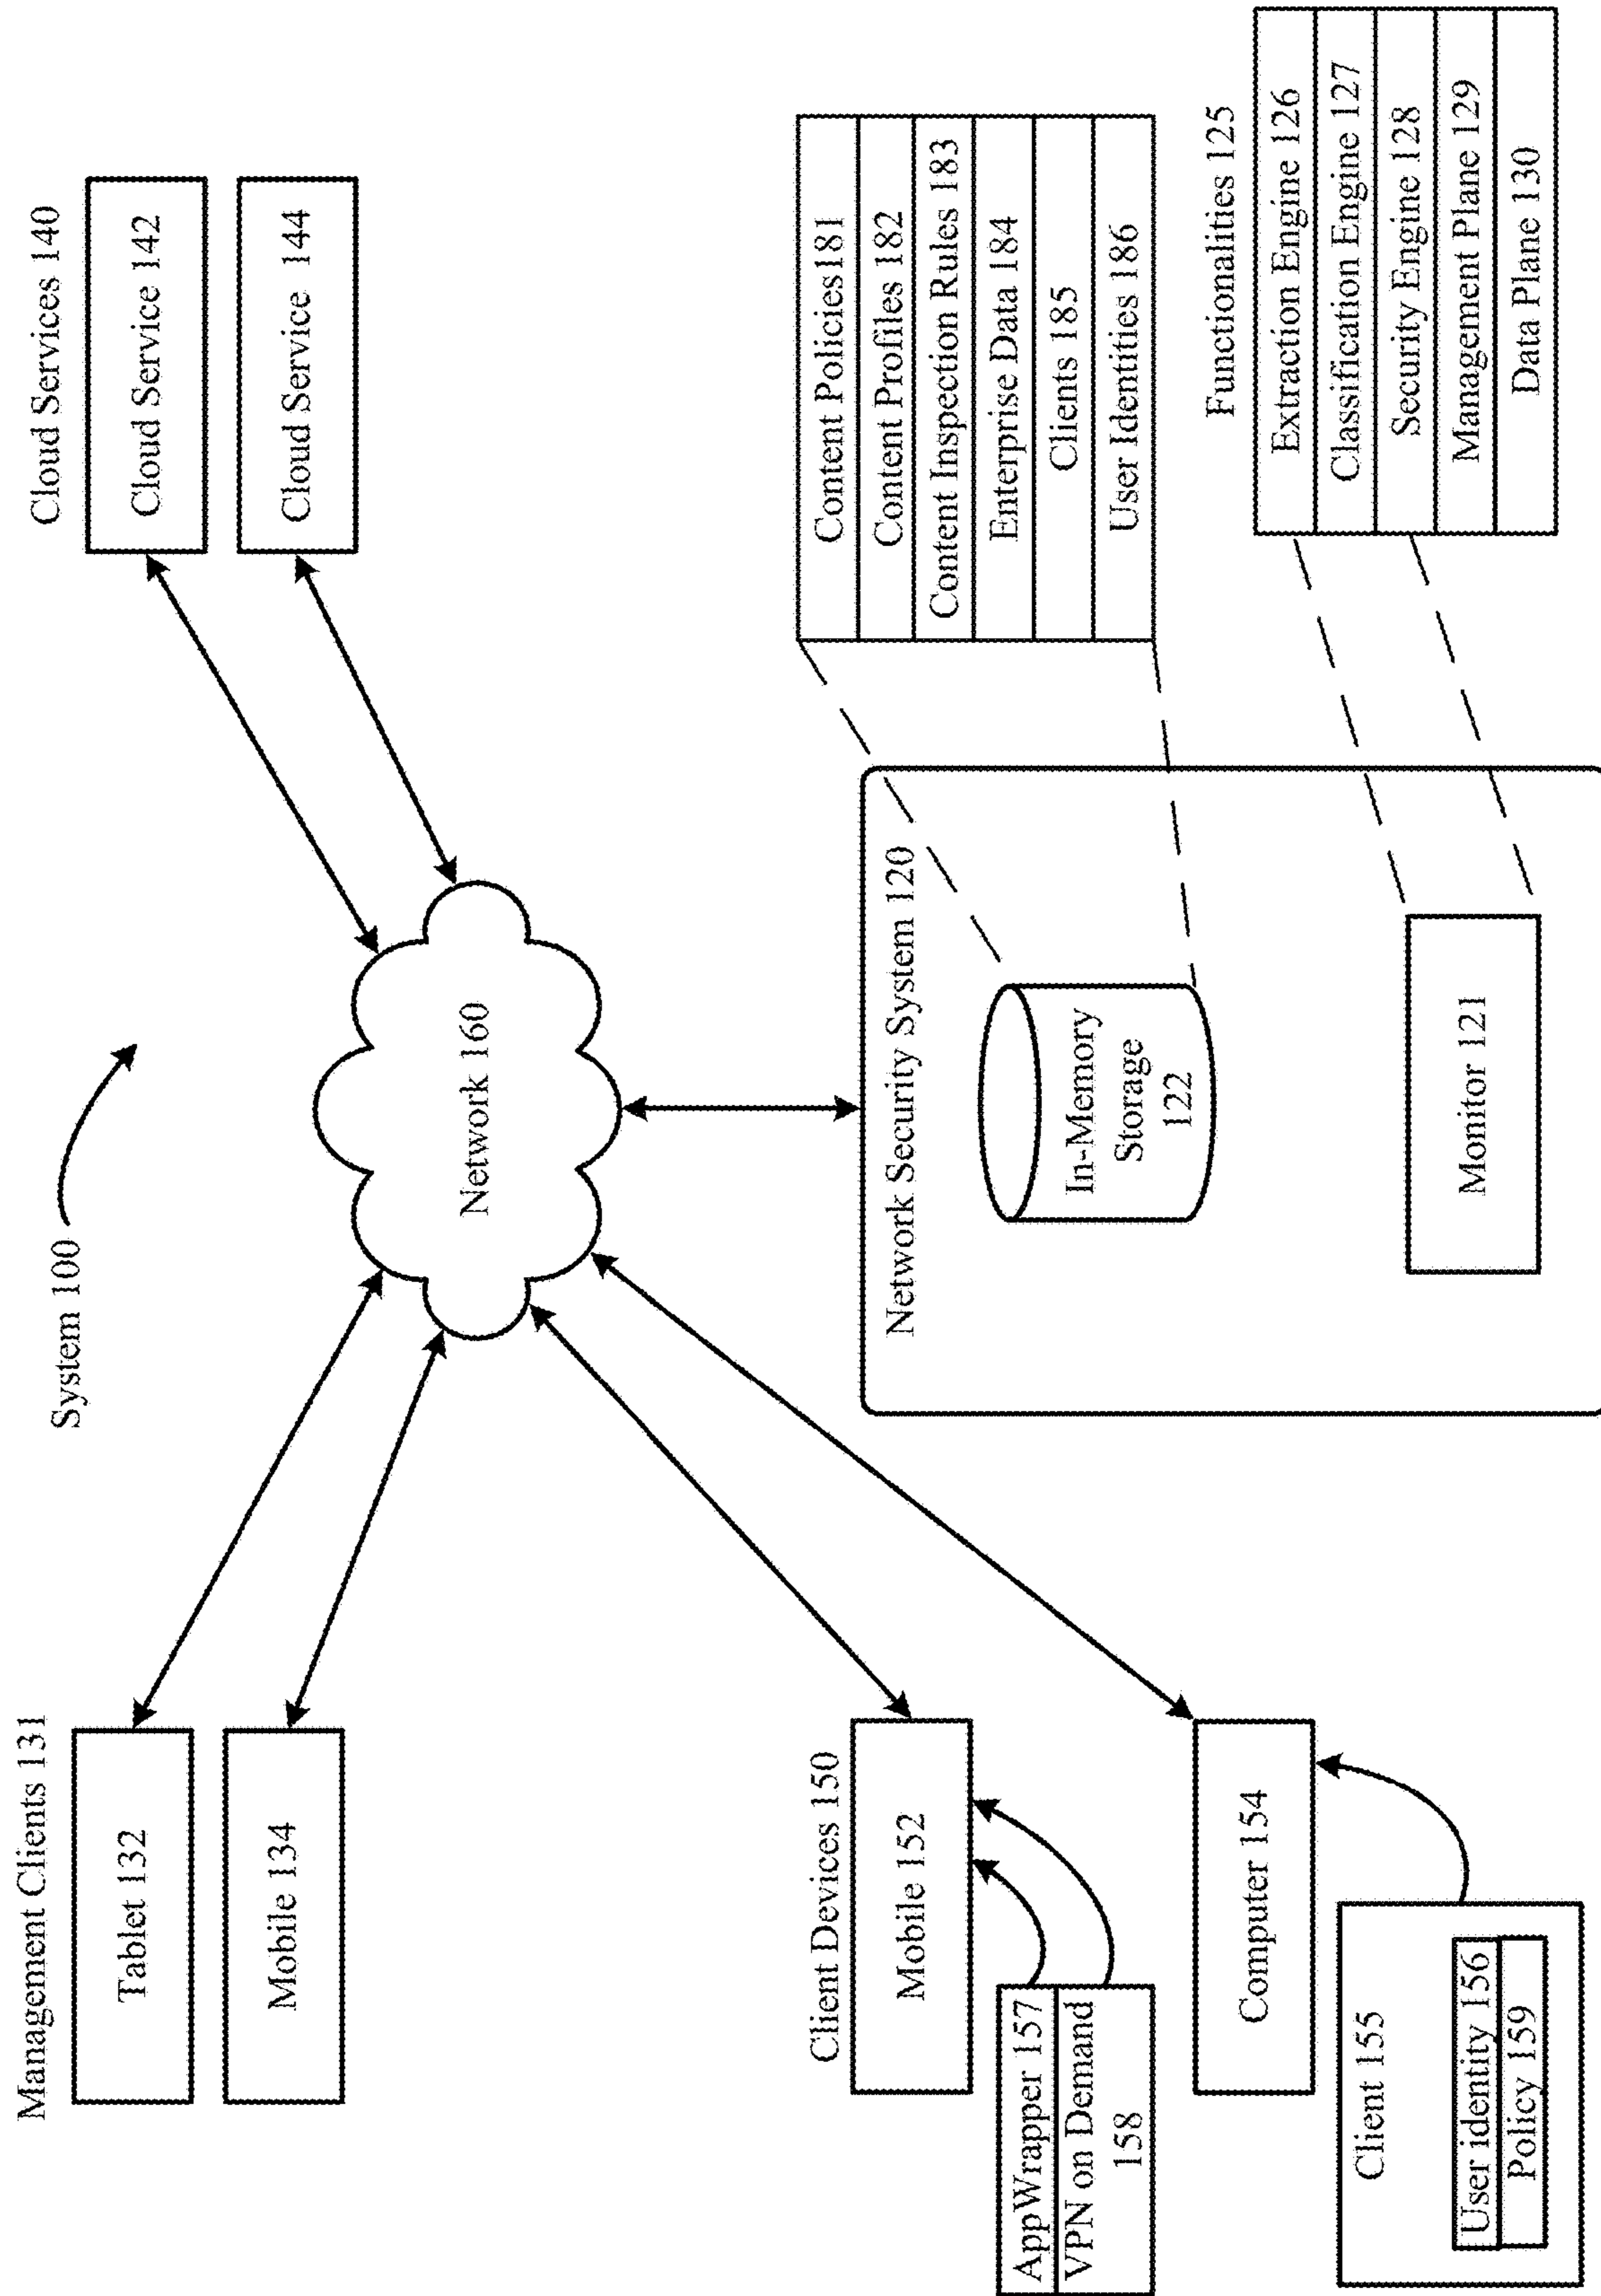 System 100
Management Clients 131
Tablet 132
Mobile 134
Cloud Services 140
Cloud Service 142
Cloud Service 144
Network 160
Client Devices 150
Mobile 152
AppWrapper 157
VPN on Demand
158
Computer 154
Client 155
User identity 156
Policy 159
Network Security System 120
In-Memory
Storage
122
Monitor 121
Content Policies181
Content Profiles 182
Content Inspection Rules 183
Enterprise Data 184
Clients 185
User Identities 186
Functionalities 125
Extraction Engine 126
Classification Engine 127
Security Engine 128
Management Plane 129
Data Plane 130